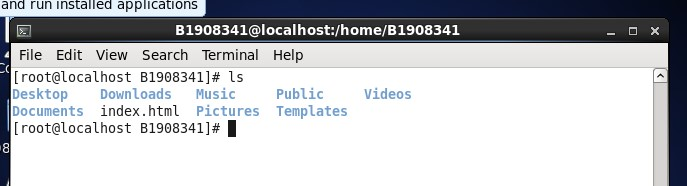 and run installed applications
B1908341@localhost:/home/B1908341
File Edit View Search Terminal Help
[root@localhost B1908341]# ls
Desktop Downloads Music Public Videos
Documents index.html Pictures Templates
[root@localhost B1908341]#